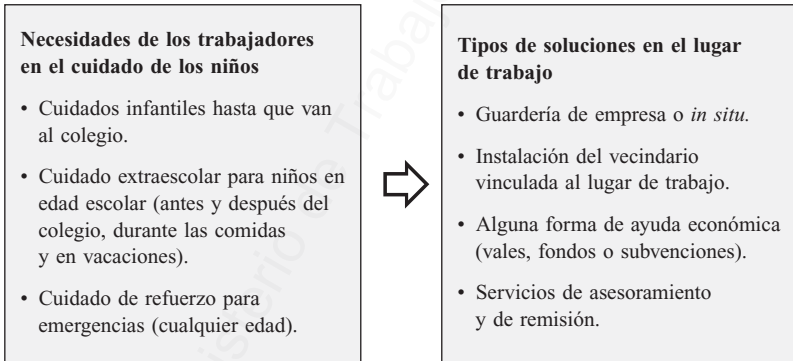 Necesidades de los trabajadores
en el cuidado de los niños
• Cuidados infantiles hasta que van
al colegio.
• Cuidado extraescolar para niños en
edad escolar (antes y después del
colegio, durante las comidas
y en vacaciones).
• Cuidado de refuerzo para
emergencias (cualquier edad).
Tipos de soluciones en el lugar
de trabajo
• Guardería de empresa o in situ.
• Instalación del vecindario
vinculada al lugar de trabajo.
• Alguna forma de ayuda económica
(vales, fondos o subvenciones).
• Servicios de asesoramiento
y de remisión.